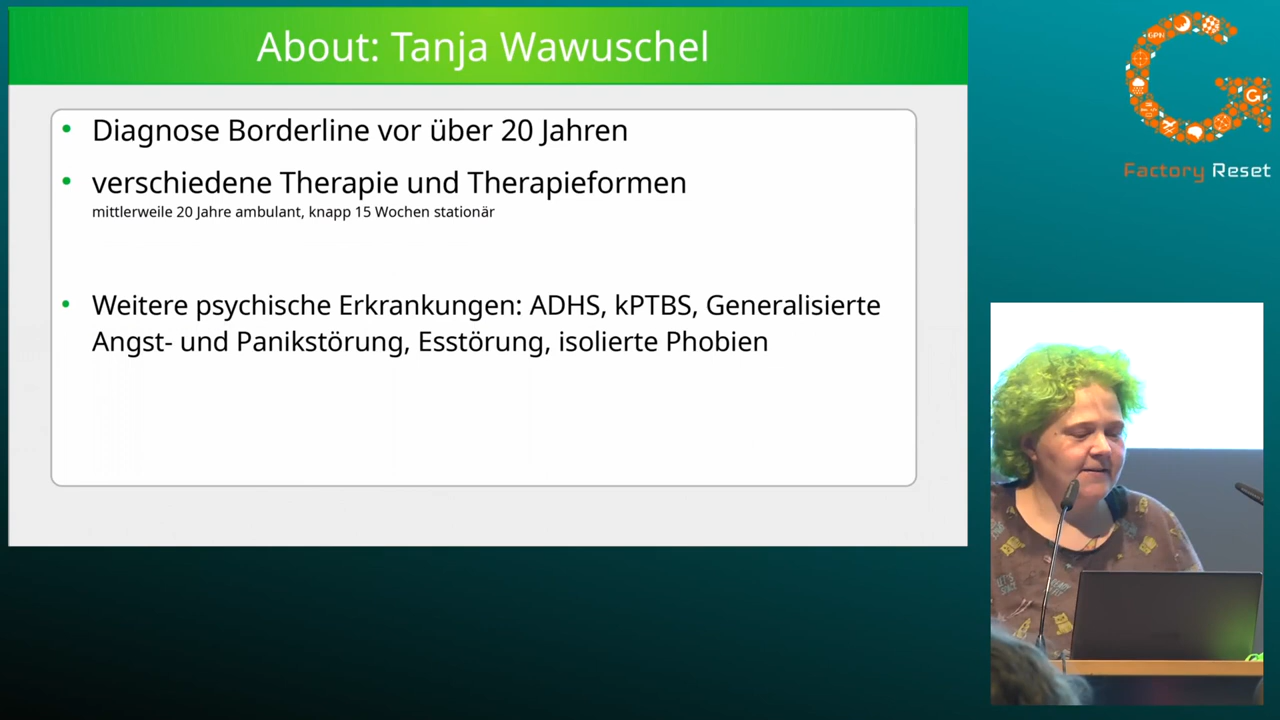 About: Tanja Wawuschel
Diagnose Borderline vor über 20 Jahren
verschiedene Therapie und Therapieformen
mittlerweile 20 Jahre ambulant, knapp 15 Wochen stationär
Weitere psychische Erkrankungen: ADHS, kPTBS, Generalisierte
Angst- und Panikstörung, Esstörung, isolierte Phobien
GPN
G
Factory Reset